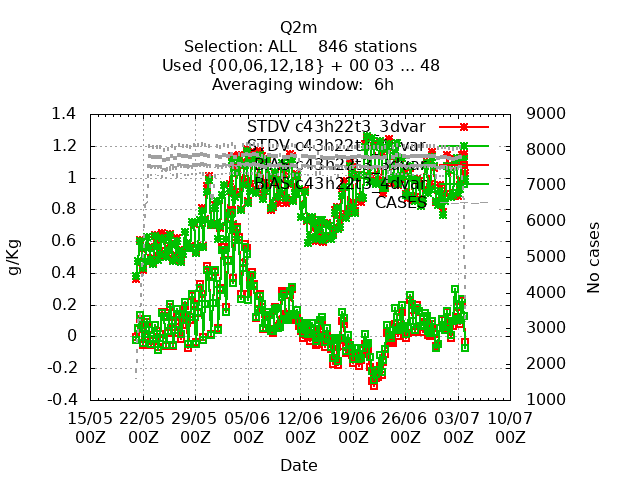 Q2m
Selection: ALL    846 stations
Used {00,06,12,18} + 00 03 ... 48
Averaging window:  6h
1.4
1.2
1
0.8
0.6
0.4
0.2
0
-0.2
-0.4
g/Kg
9000
8000
7000
6000
5000
4000
3000
2000
1000
No cases
STDV c43h22t3_3dvar
STDV c43h22t3_4dvar
BIAS c43h22t3_3dvar
BIAS c43h22t3_4dvar
CASES
15/05 22/05 29/05 05/06 12/06 19/06 26/06 03/07 10/07
00Z 00Z 00Z 00Z 00Z 00Z 00Z 00Z 00Z
Date